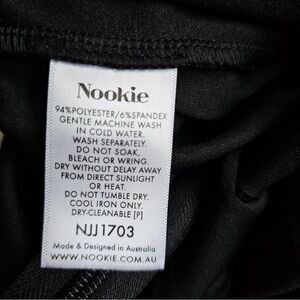 Nookie
94%POLYESTER/6%SPANDEX
GENTLE MACHINE WASH
IN COLD WATER.
WASH SEPARATELY.
DO NOT SOAK,
BLEACH OR WRING.
DRY WITHOUT DELAY AWAY
FROM DIRECT SUNLIGHT
OR HEAT.
DO NOT TUMBLE DRY.
COOL IRON ONLY.
DRY-CLEANABLE [P]
NJJ1703
Made & Designed in Australia
WWW.NOOKIE.COM.AU